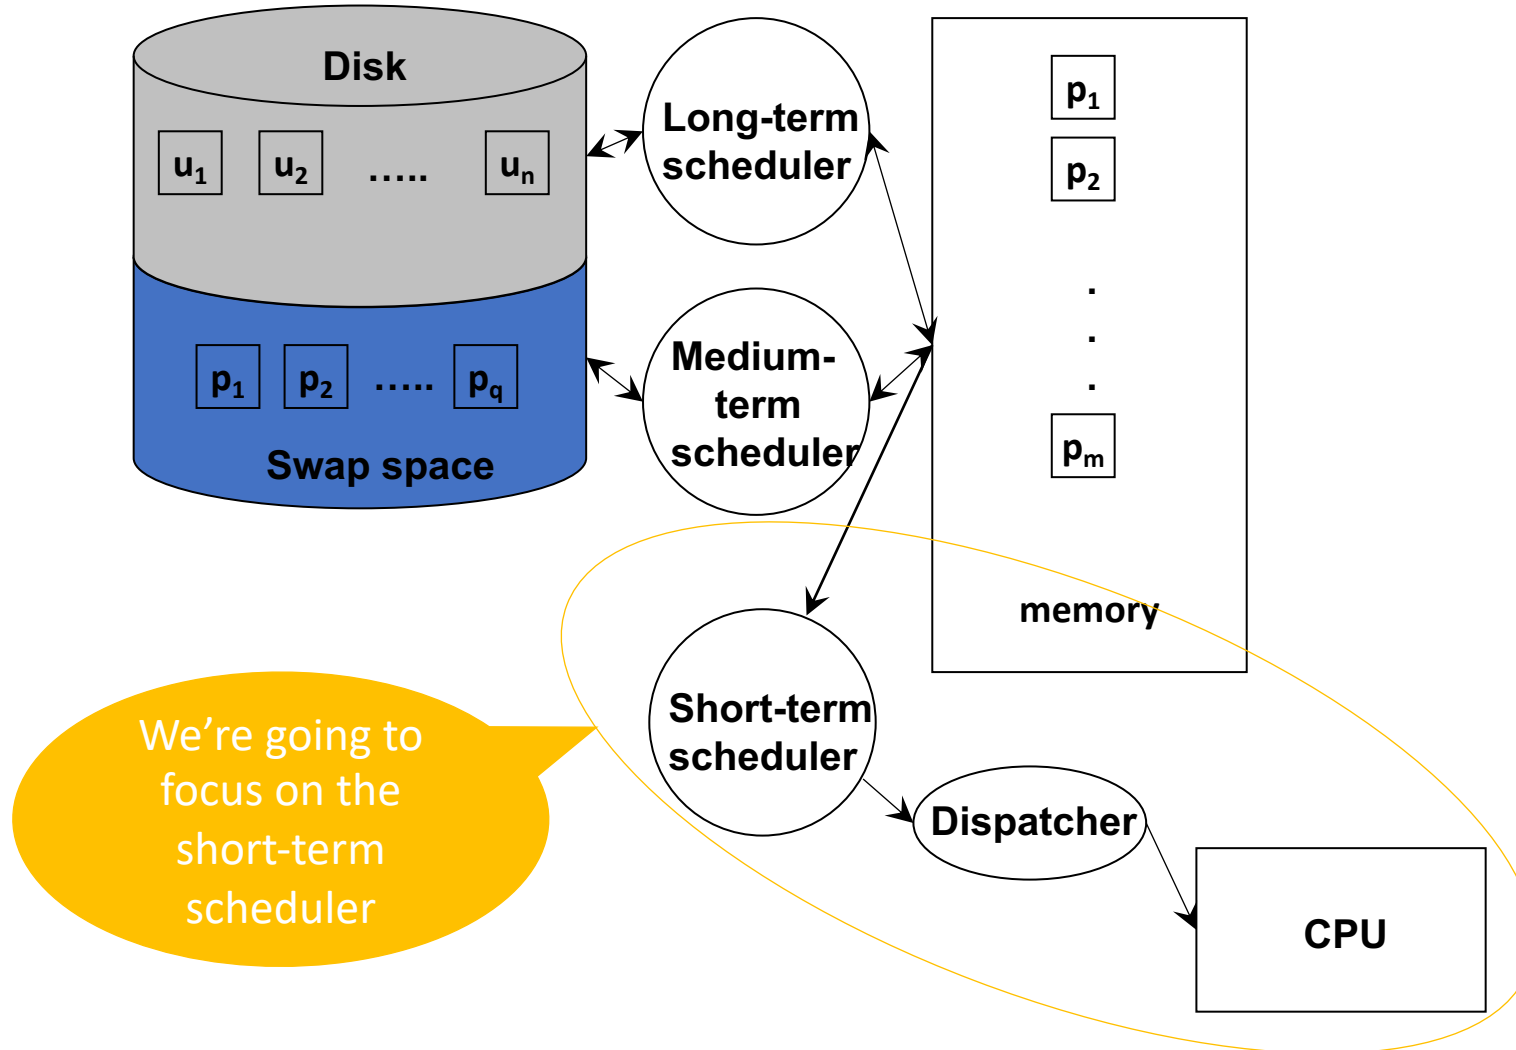 Disk
u1 u2 ..... un
p1 p2 ..... pq
Swap space
Long-term
scheduler
Medium-
term
scheduler
p1
p2
.
.
.
pm
memory
Short-term
scheduler
Dispatcher
CPU
We’re going to
focus on the
short-term
scheduler